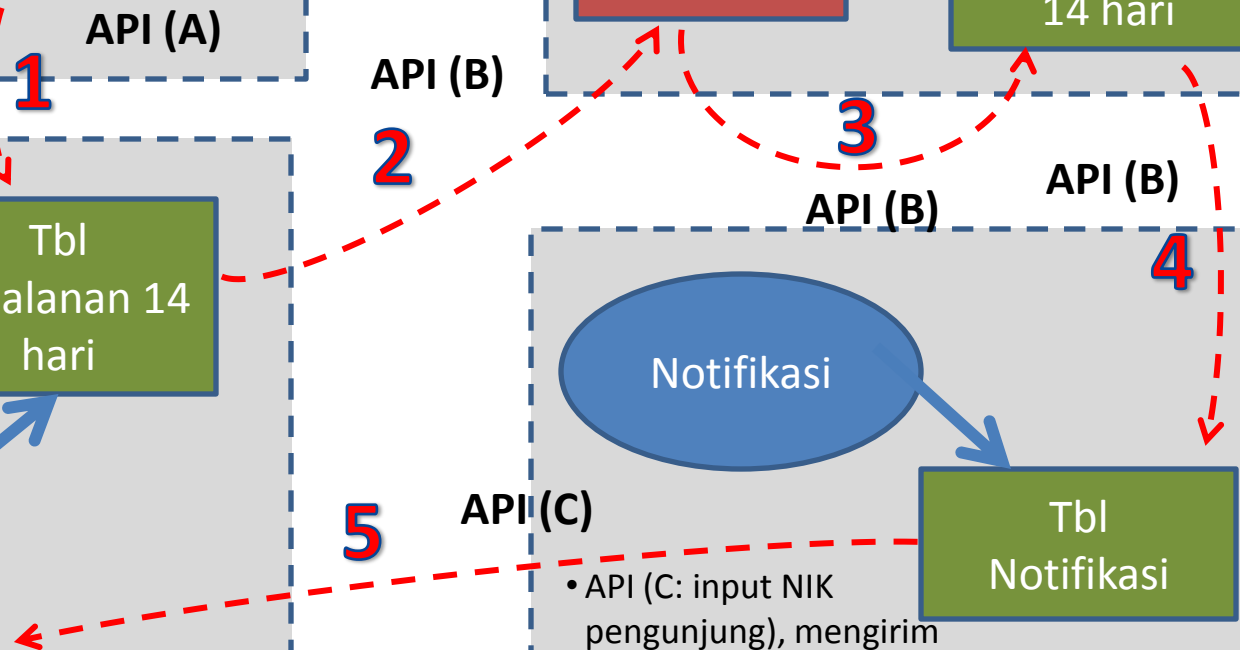 API (A)
14 hari
1
API (B)
2
3
API (B)
API (B)
4
Tbl
alanan 14
hari
Notifikasi
API (C)
5
Tbl
Notifikasi
• API (C: input NIK
pengunjung), mengirim